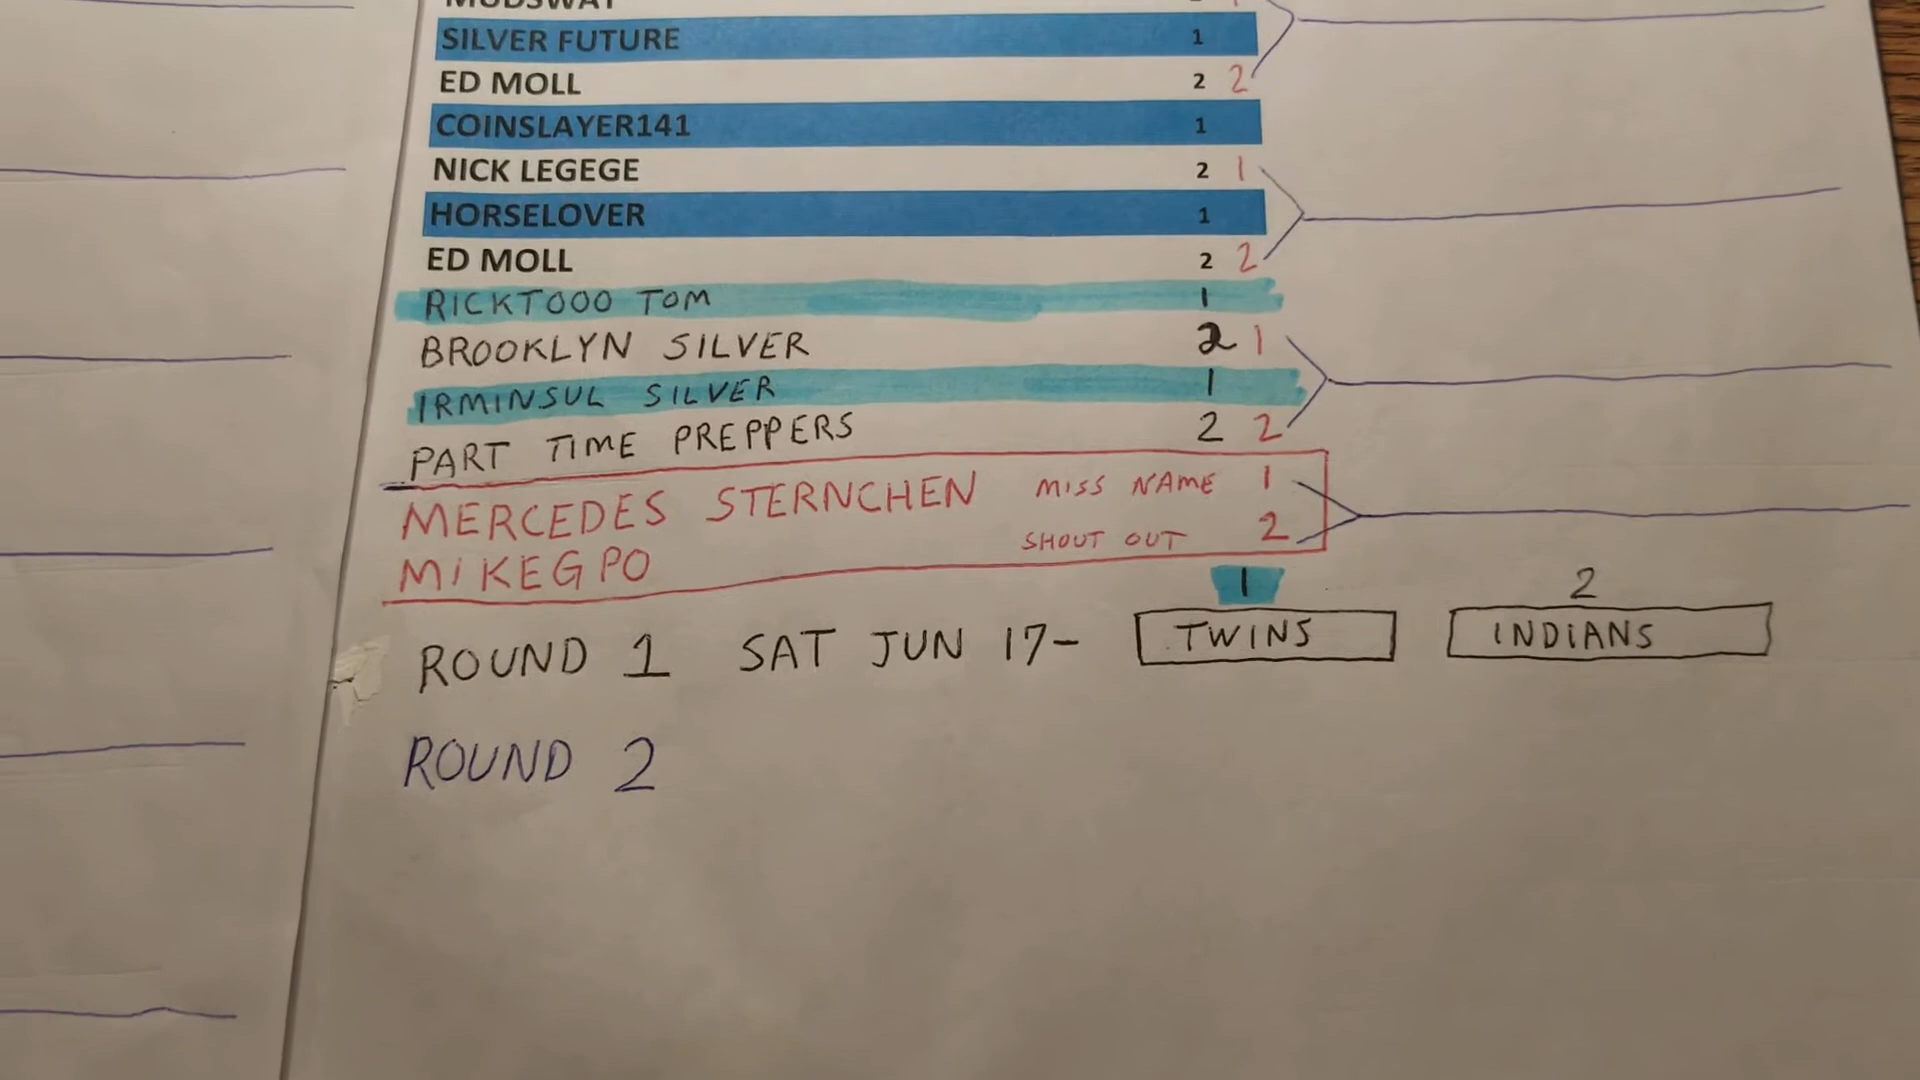 MUDSWAT
SILVER FUTURE 1
ED MOLL 2 2
COINSLAYER141 1
NICK LEGEGE 2 1
HORSELOVER 1
ED MOLL 2 2
RICKTOOO TOM 1
BROOKLYN SILVER 2 1
IRMINSUL SILVER 1
PART TIME PREPPERS 2 2
MERCEDES STERNCHEN MISS NAME 1
MIKEGPO SHOUT OUT 2
1 2
ROUND 1 SAT JUN 17- TWINS INDIANS
ROUND 2